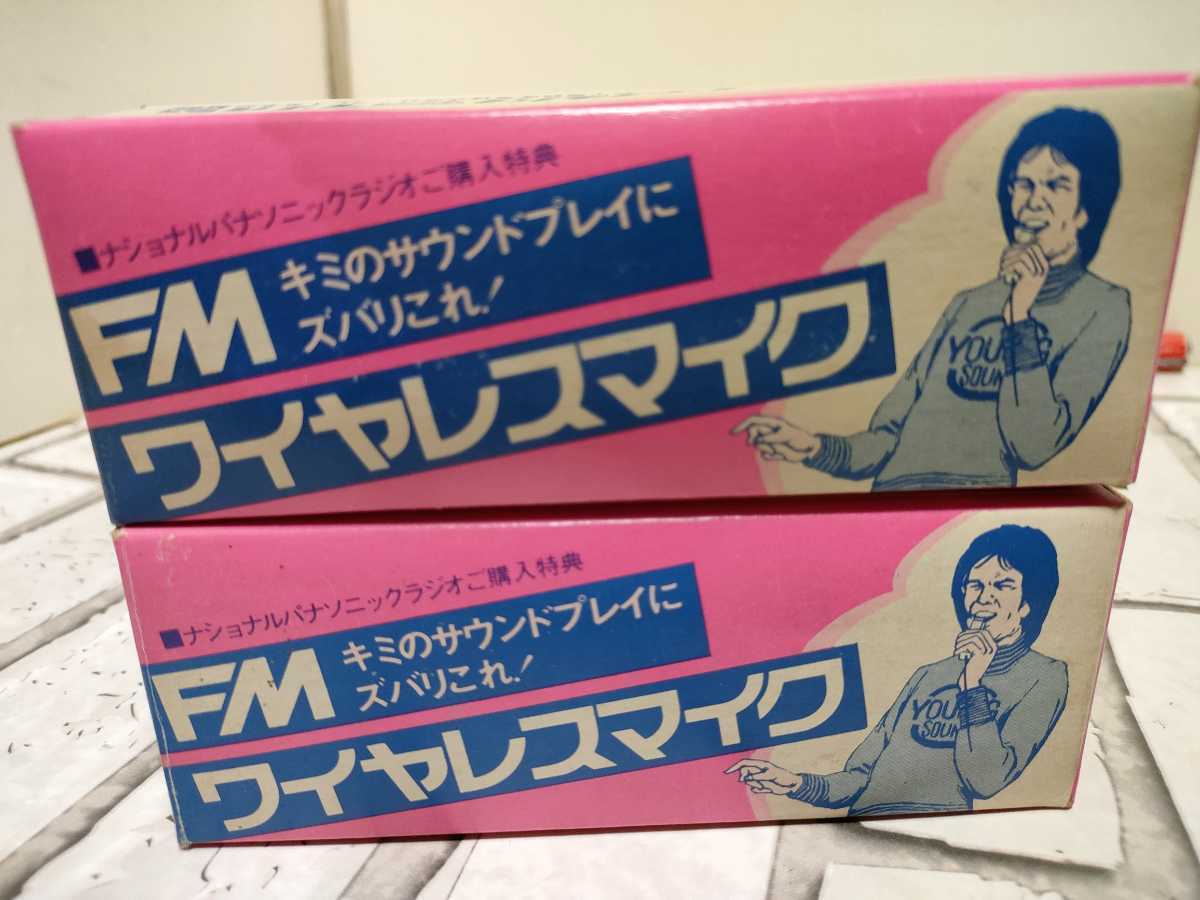 ■ナショナルパナソニックラジオご購入特典
FM
キミのサウンドプレイに
ズバリこれ!
ワイヤレスマイク
YOUNG
SOUN
■ナショナルパナソニックラジオご購入特典
FM
キミのサウンドプレイに
ズバリこれ!
ワイヤレスマイク
YOUNG
SOUN